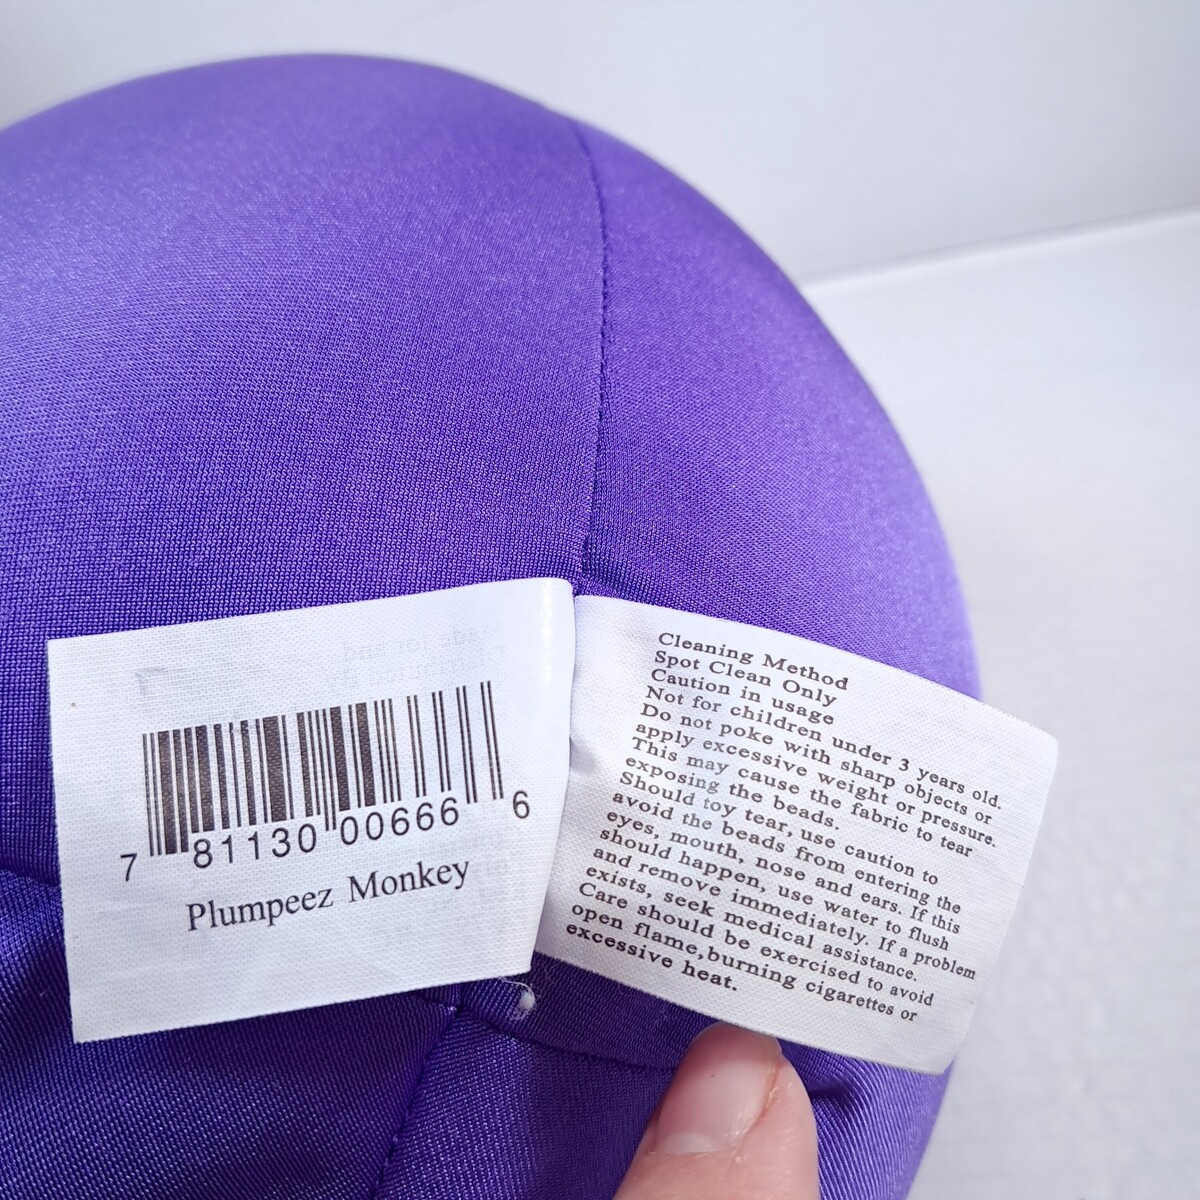 7 81130 00666 6
Plumpeez Monkey
Cleaning Method
Spot Clean Only
Caution in usage
Not for children under 3 years old.
Do not poke with sharp objects or
apply excessive weight or pressure.
This may cause the fabric to tear
exposing the beads.
Should toy tear, use caution to
avoid the beads from entering the
eyes, mouth, nose and ears. If this
should happen, use water to flush
and remove immediately. If a problem
exists, seek medical assistance.
Care should be exercised to avoid
open flame,burning cigarettes or
excessive heat.